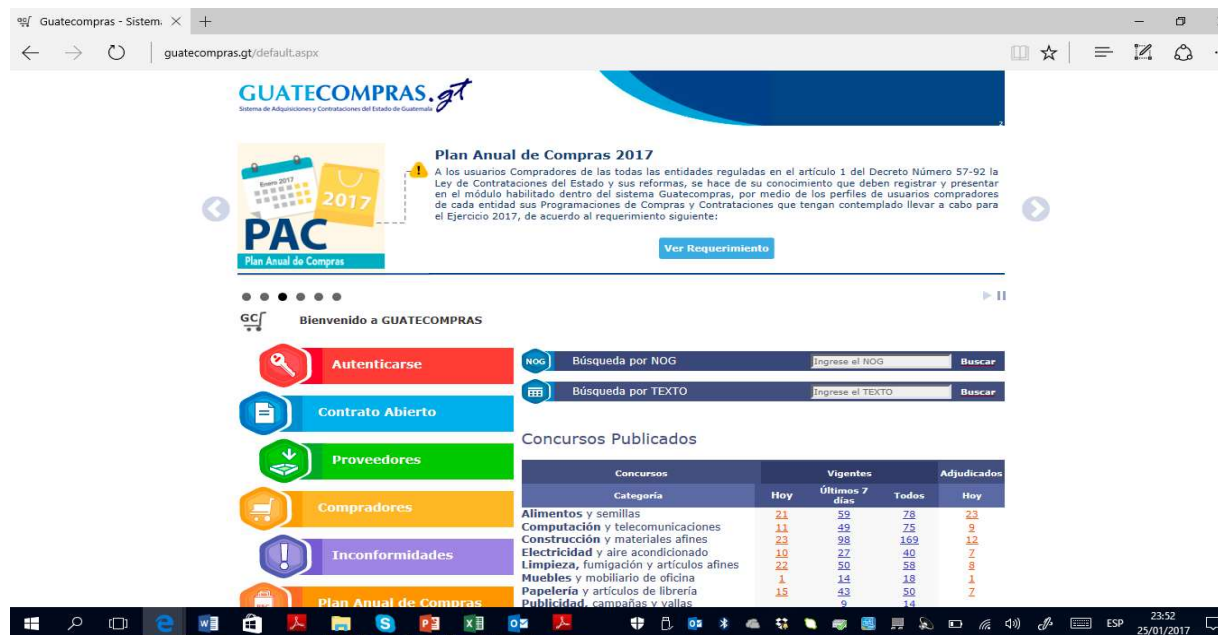 Guatecompras - Sistem.
guatecompras.gt/default.aspx
GUATECOMPRAS.gt
Sistema de Adquisiciones y Contrataciones del Estado de Guatemala
Plan Anual de Compras 2017
A los usuarios Compradores de las todas las entidades reguladas en el artículo 1 del Decreto Número 57-92 la
Ley de Contrataciones del Estado y sus reformas, se hace de su conocimiento que deben registrar y presentar
en el módulo habilitado dentro del sistema Guatecompras, por medio de los perfiles de usuarios compradores
de cada entidad sus Programaciones de Compras y Contrataciones que tengan contemplado llevar a cabo para
el Ejercicio 2017, de acuerdo al requerimiento siguiente:
Enero 2017
2017
PAC
Plan Anual de Compras
Ver Requerimiento
GC
Bienvenido a GUATECOMPRAS
Autenticarse
Contrato Abierto
Proveedores
Compradores
Inconformidades
Plan Anual de Compras
NOG Búsqueda por NOG Ingrese el NOG Buscar
Búsqueda por TEXTO Ingrese el TEXTO Buscar
Concursos Publicados
Concursos Vigentes Adjudicados
Categoría Hoy Últimos 7 días Todos Hoy
Alimentos y semillas 21 59 78 23
Computación y telecomunicaciones 11 49 75 9
Construcción y materiales afines 23 98 169 12
Electricidad y aire acondicionado 10 27 40 7
Limpieza, fumigación y artículos afines 22 50 58 8
Muebles y mobiliario de oficina 1 14 18 1
Papelería y artículos de librería 15 43 50 7
Publicidad, campañas y vallas 9 14
ESP
23:52
25/01/2017